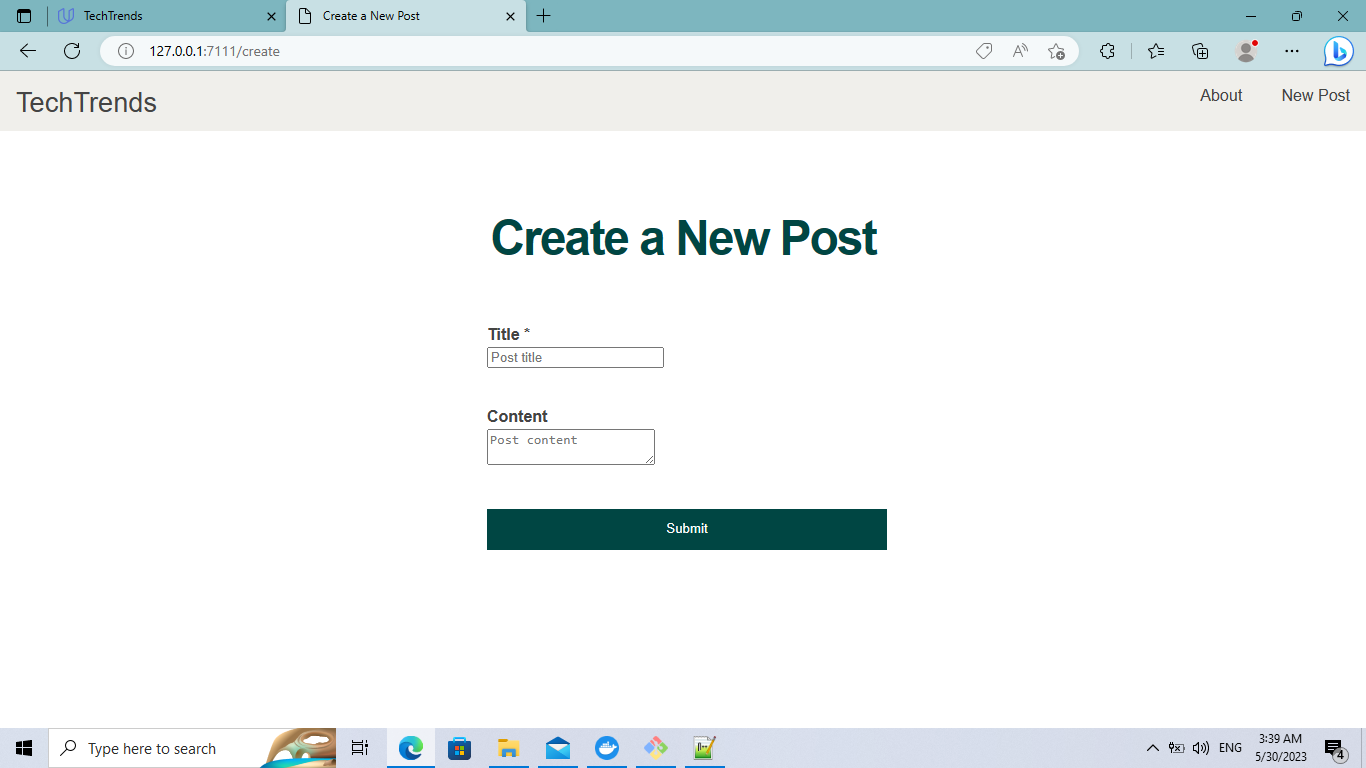 TechTrends
Create a New Post
127.0.0.1:7111/create
TechTrends
About
New Post
Create a New Post
Title *
Post title
Content
Post content
Submit
Type here to search
ENG
3:39 AM
5/30/2023
4